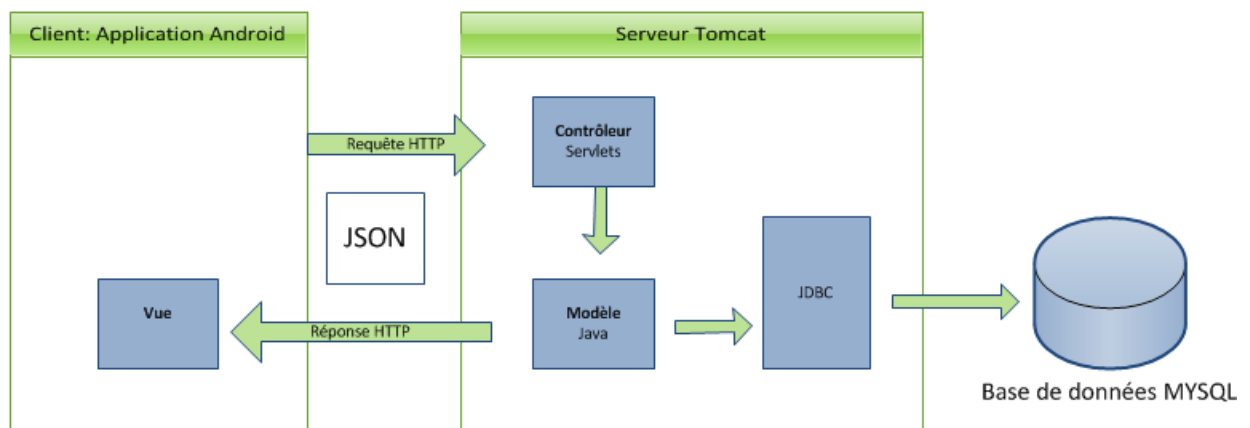 Client: Application Android
Serveur Tomcat
Requête HTTP
Contrôleur
Servlets
JSON
Vue
Réponse HTTP
Modèle
Java
JDBC
Base de données MYSQL